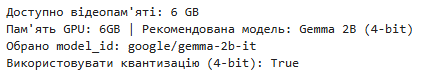 Доступно відеопам'яті: 6 GB
Пам'ять GPU: 6GB | Рекомендована модель: Gemma 2B (4-bit)
Обрано model_id: google/gemma-2b-it
Використовувати квантизацію (4-bit): True